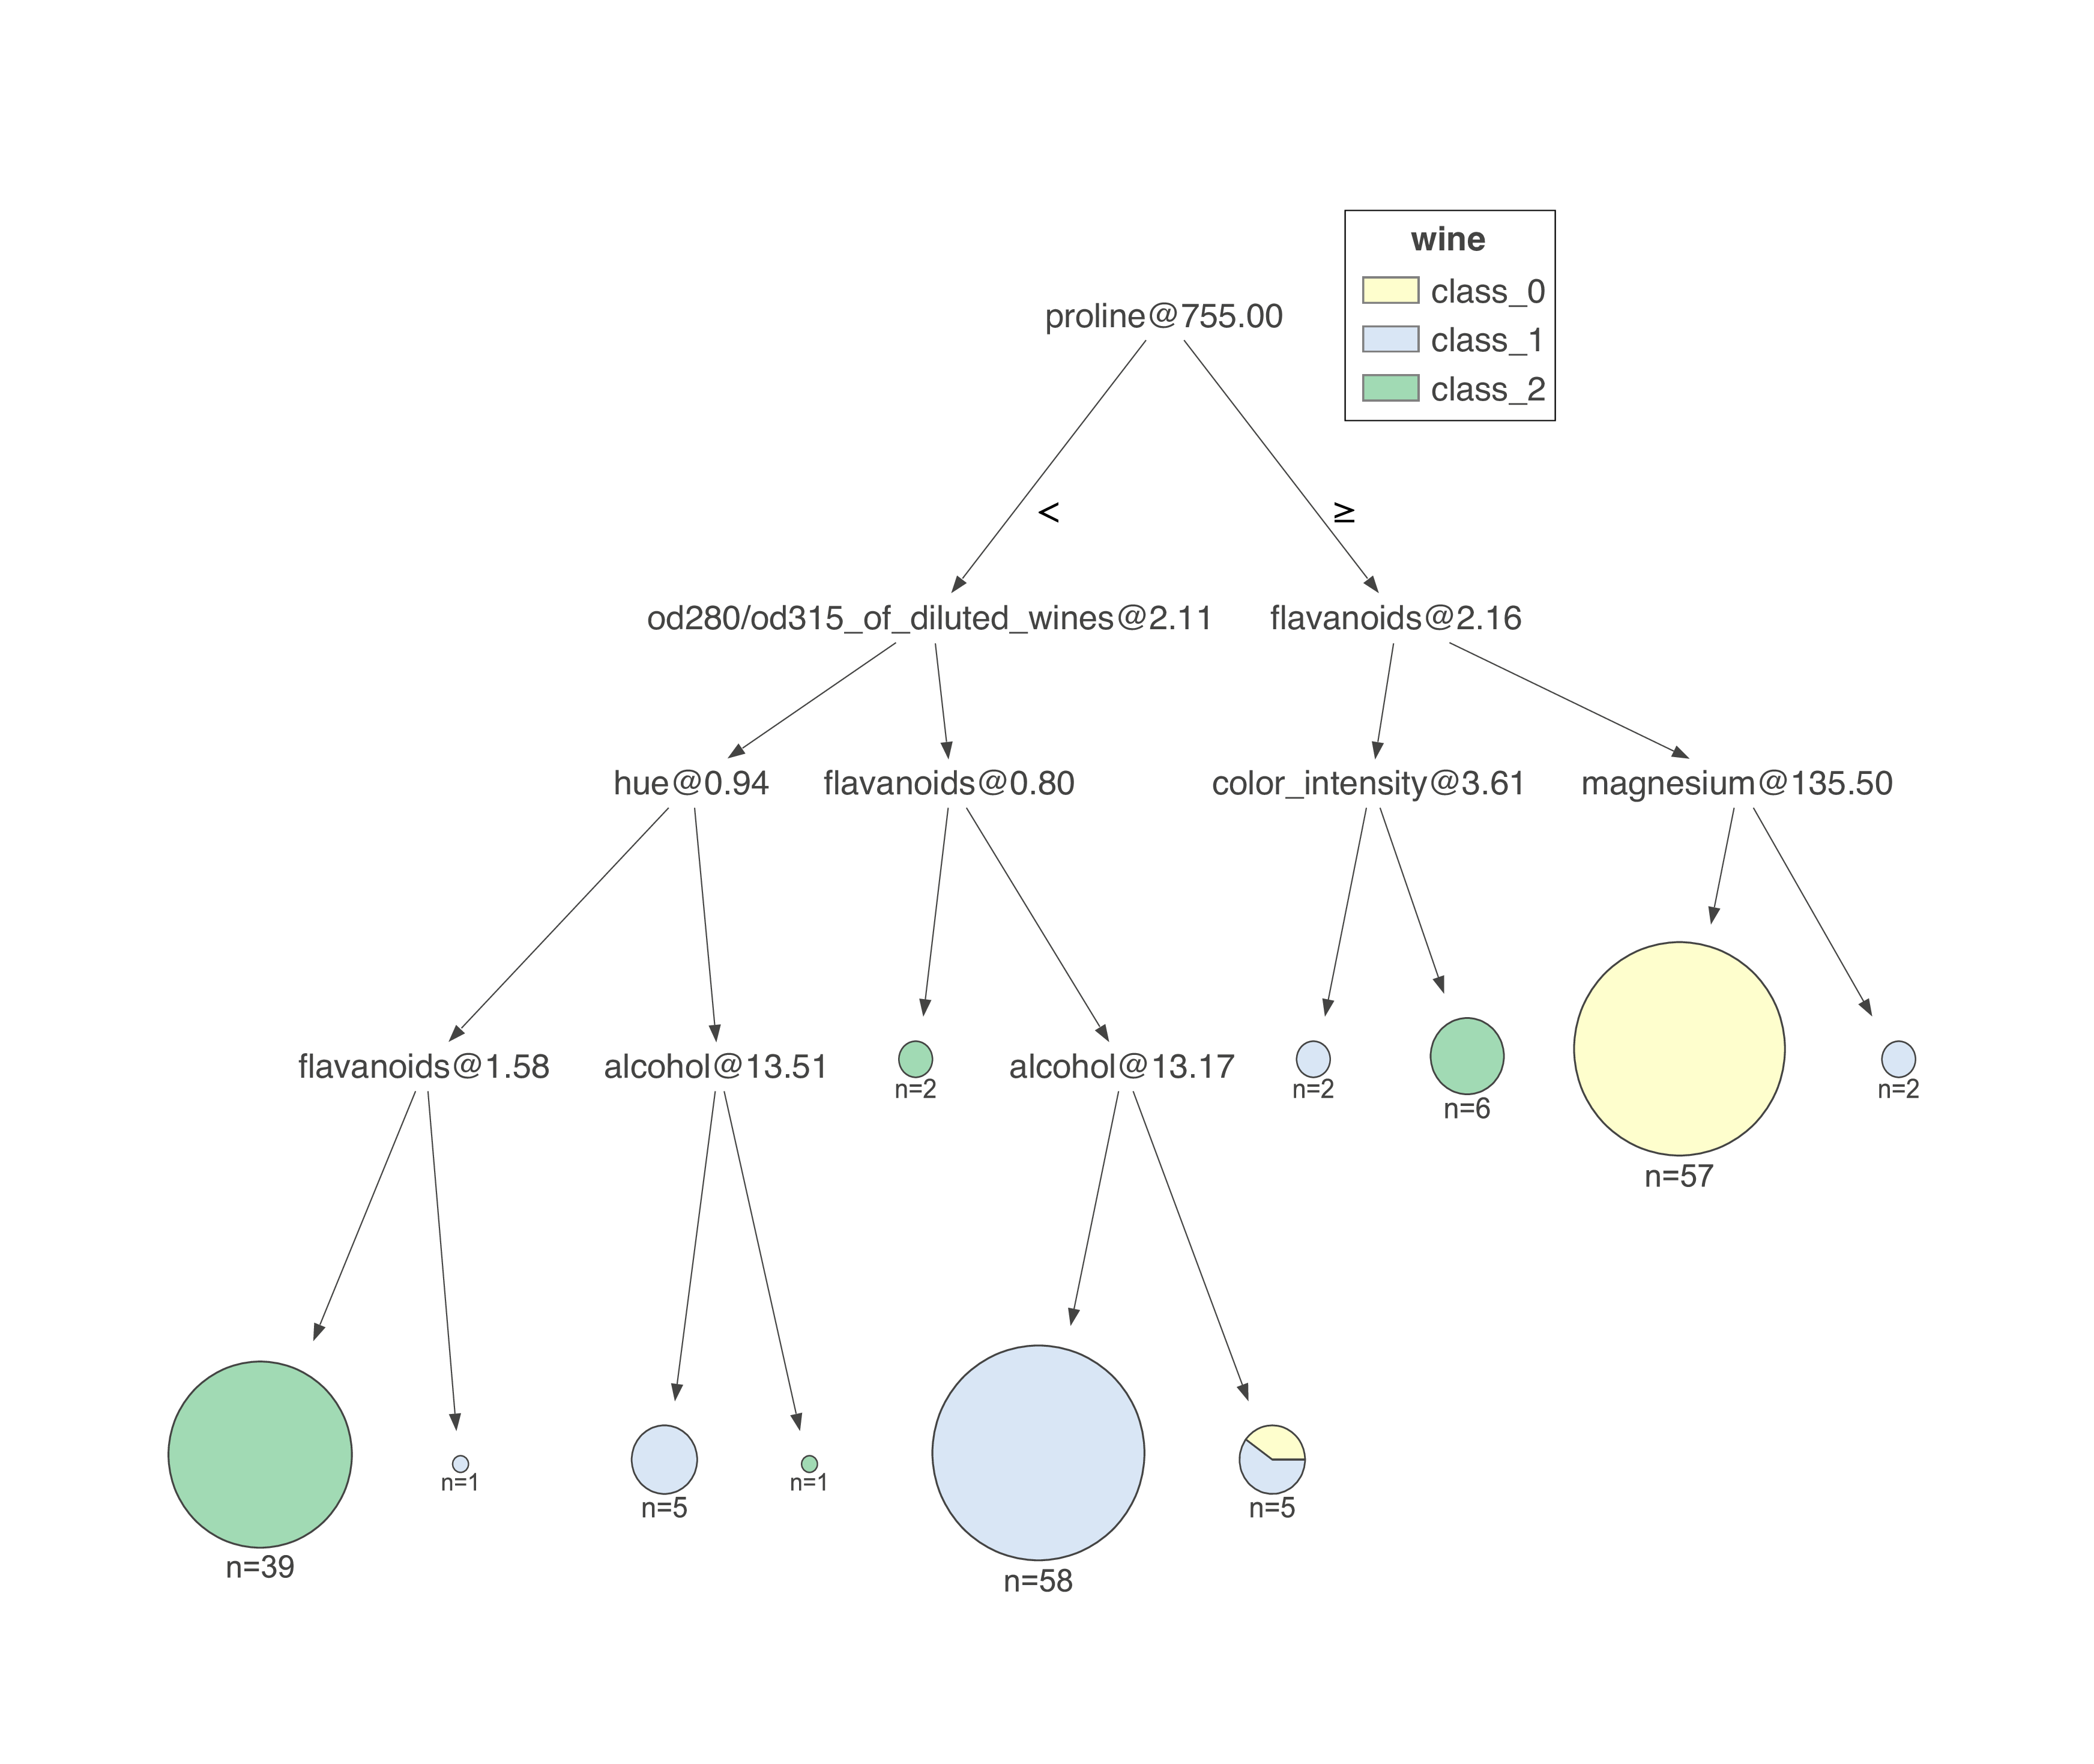 wine
class_0
class_1
class_2
proline@755.00
< ≥
od280/od315_of_diluted_wines@2.11 flavanoids@2.16
hue@0.94 flavanoids@0.80 color_intensity@3.61 magnesium@135.50
flavanoids@1.58 alcohol@13.51 n=2 alcohol@13.17 n=2 n=6 n=57 n=2
n=39 n=1 n=5 n=1 n=58 n=5